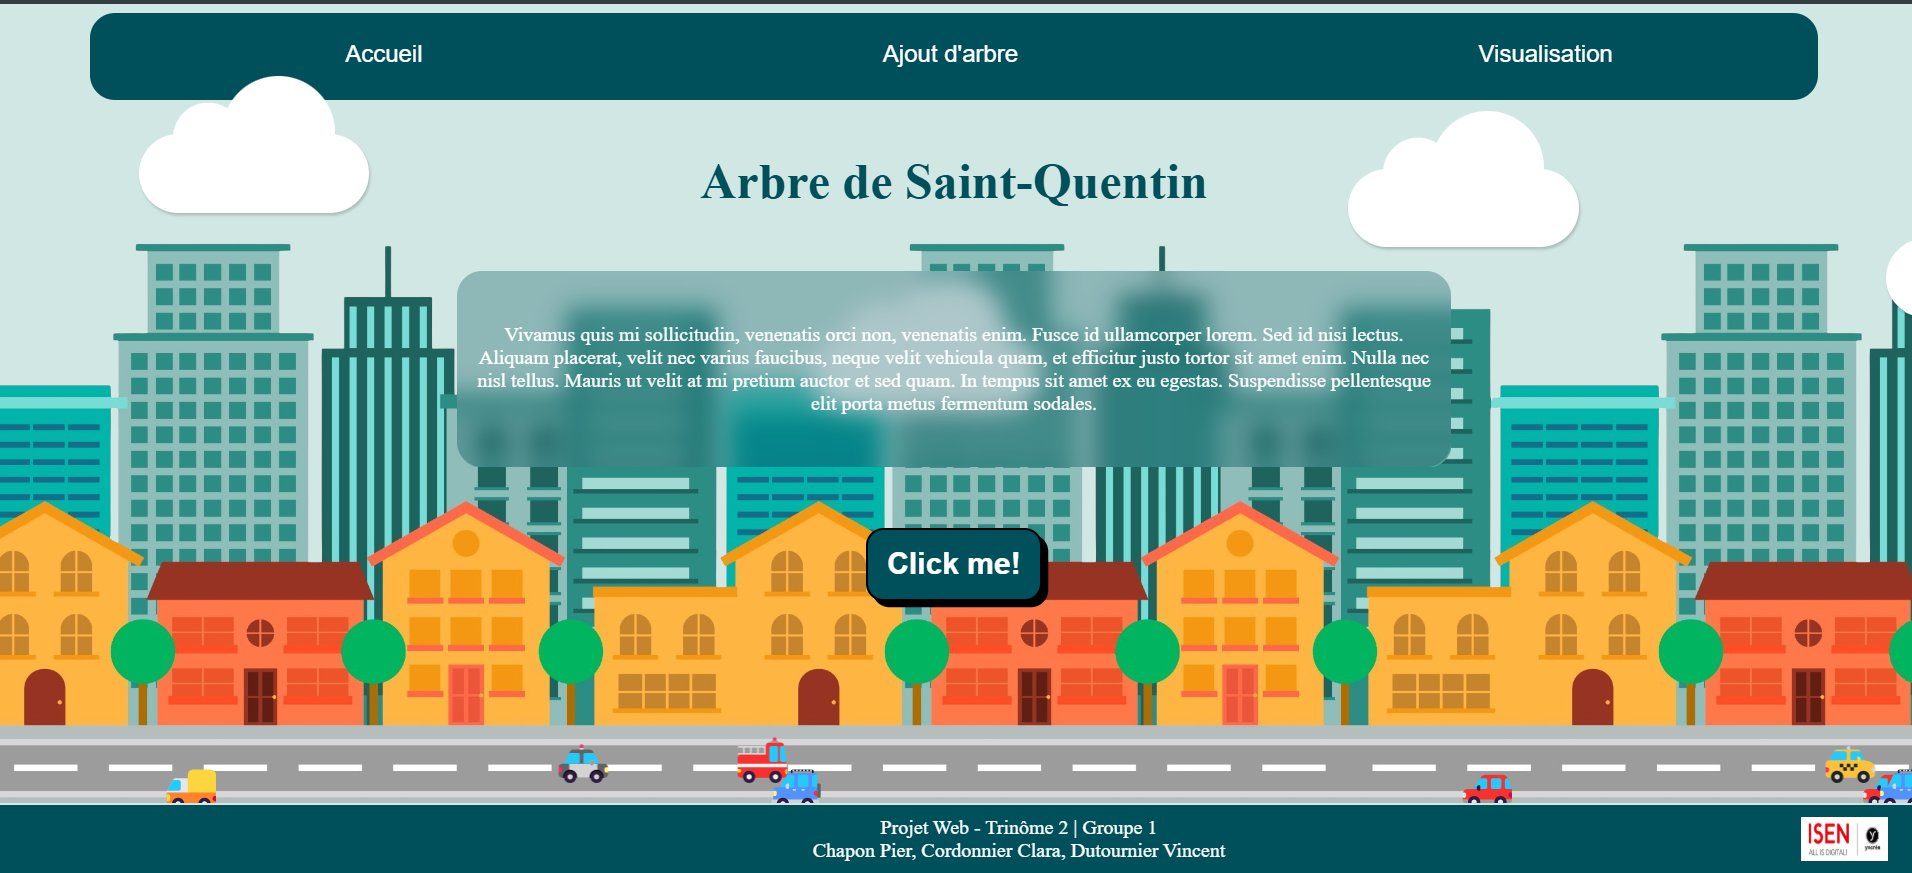 Accueil
Ajout d'arbre
Visualisation
Arbre de Saint-Quentin
Vivamus quis mi sollicitudin, venenatis orci non, venenatis enim. Fusce id ullamcorper lorem. Sed id nisi lectus.
Aliquam placerat, velit nec varius faucibus, neque velit vehicula quam, et efficitur justo tortor sit amet enim. Nulla nec
nisl tellus. Mauris ut velit at mi pretium auctor et sed quam. In tempus sit amet ex eu egestas. Suspendisse pellentesque
elit porta metus fermentum sodales.
Click me!
Projet Web - Trinôme 2 | Groupe 1
Chapon Pier, Cordonnier Clara, Dutournier Vincent
ISEN
ALL IS DIGITAL!
yncréa